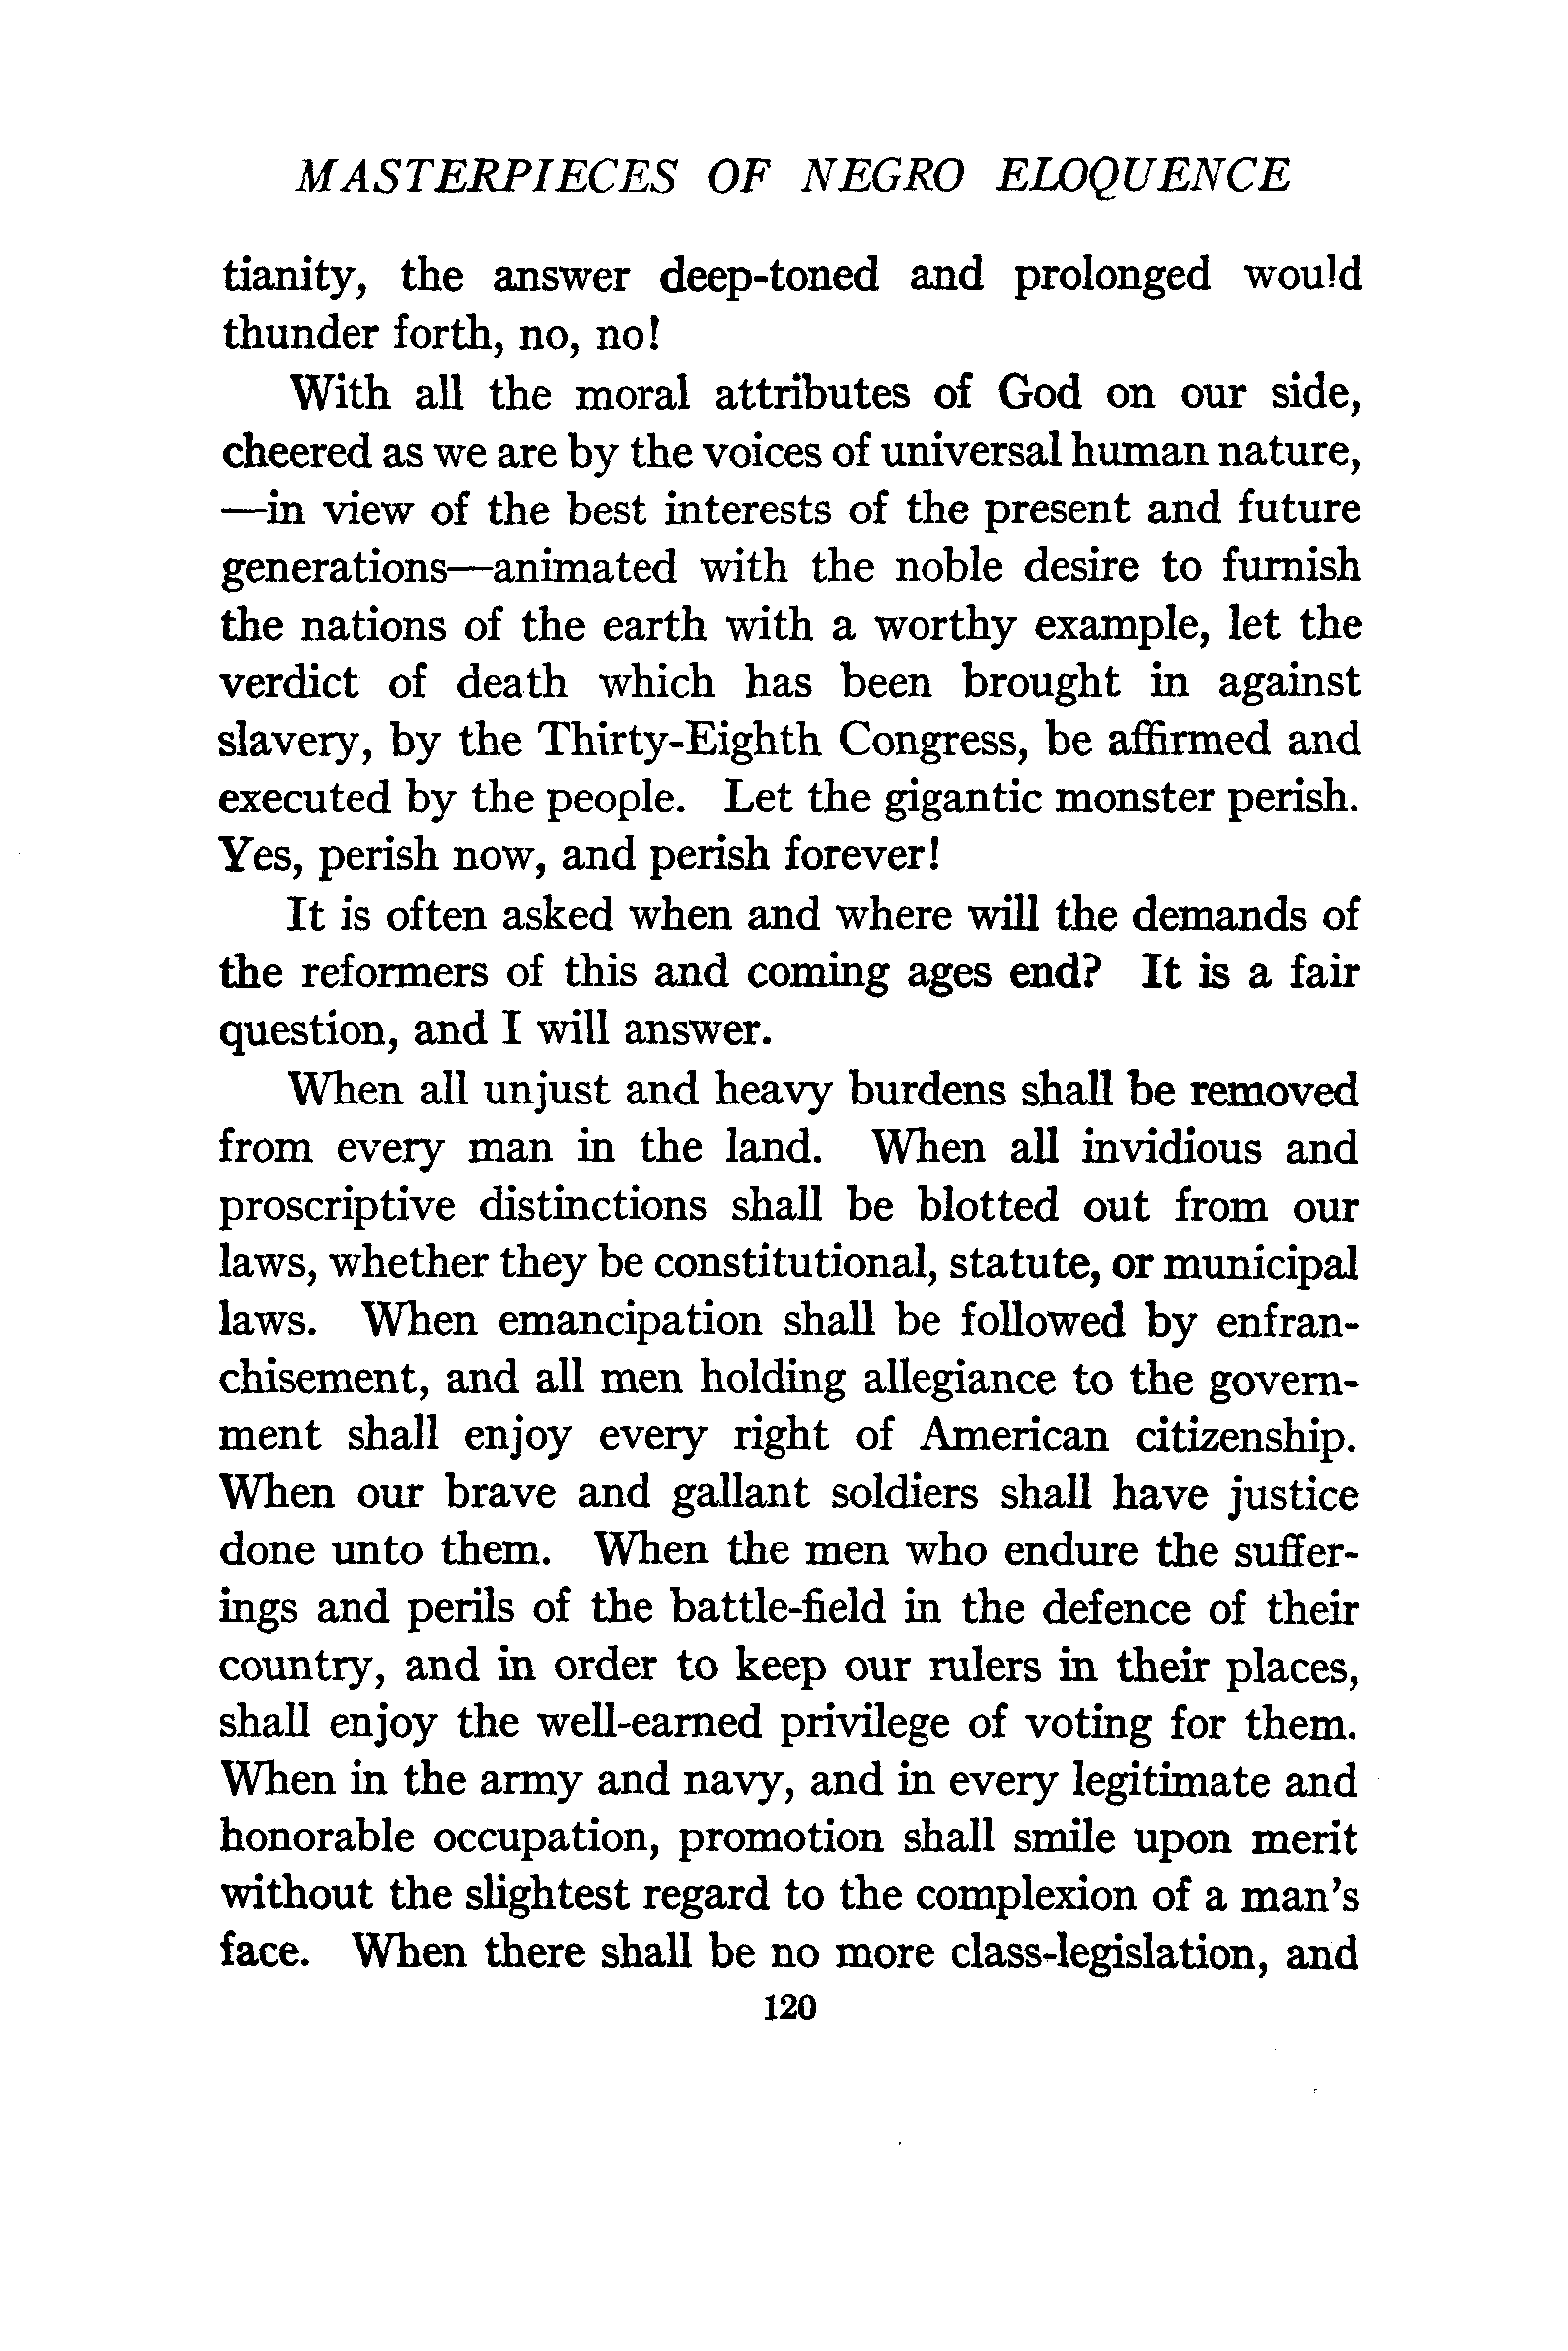 MASTERPIECES OF NEGRO ELOQUENCE
tianity, the answer deep-toned and prolonged would
thunder forth, no, no!
With all the moral attributes of God on our side,
cheered as we are by the voices of universal human nature,
—in view of the best interests of the present and future
generations—animated with the noble desire to furnish
the nations of the earth with a worthy example, let the
verdict of death which has been brought in against
slavery, by the Thirty-Eighth Congress, be affirmed and
executed by the people. Let the gigantic monster perish.
Yes, perish now, and perish forever!
It is often asked when and where will the demands of
the reformers of this and coming ages end? It is a fair
question, and I will answer.
When all unjust and heavy burdens shall be removed
from every man in the land. When all invidious and
proscriptive distinctions shall be blotted out from our
laws, whether they be constitutional, statute, or municipal
laws. When emancipation shall be followed by enfran-
chisement, and all men holding allegiance to the govern-
ment shall enjoy every right of American citizenship.
When our brave and gallant soldiers shall have justice
done unto them. When the men who endure the suffer-
ings and perils of the battle-field in the defence of their
country, and in order to keep our rulers in their places,
shall enjoy the well-earned privilege of voting for them.
When in the army and navy, and in every legitimate and
honorable occupation, promotion shall smile upon merit
without the slightest regard to the complexion of a man's
face. When there shall be no more class-legislation, and
120